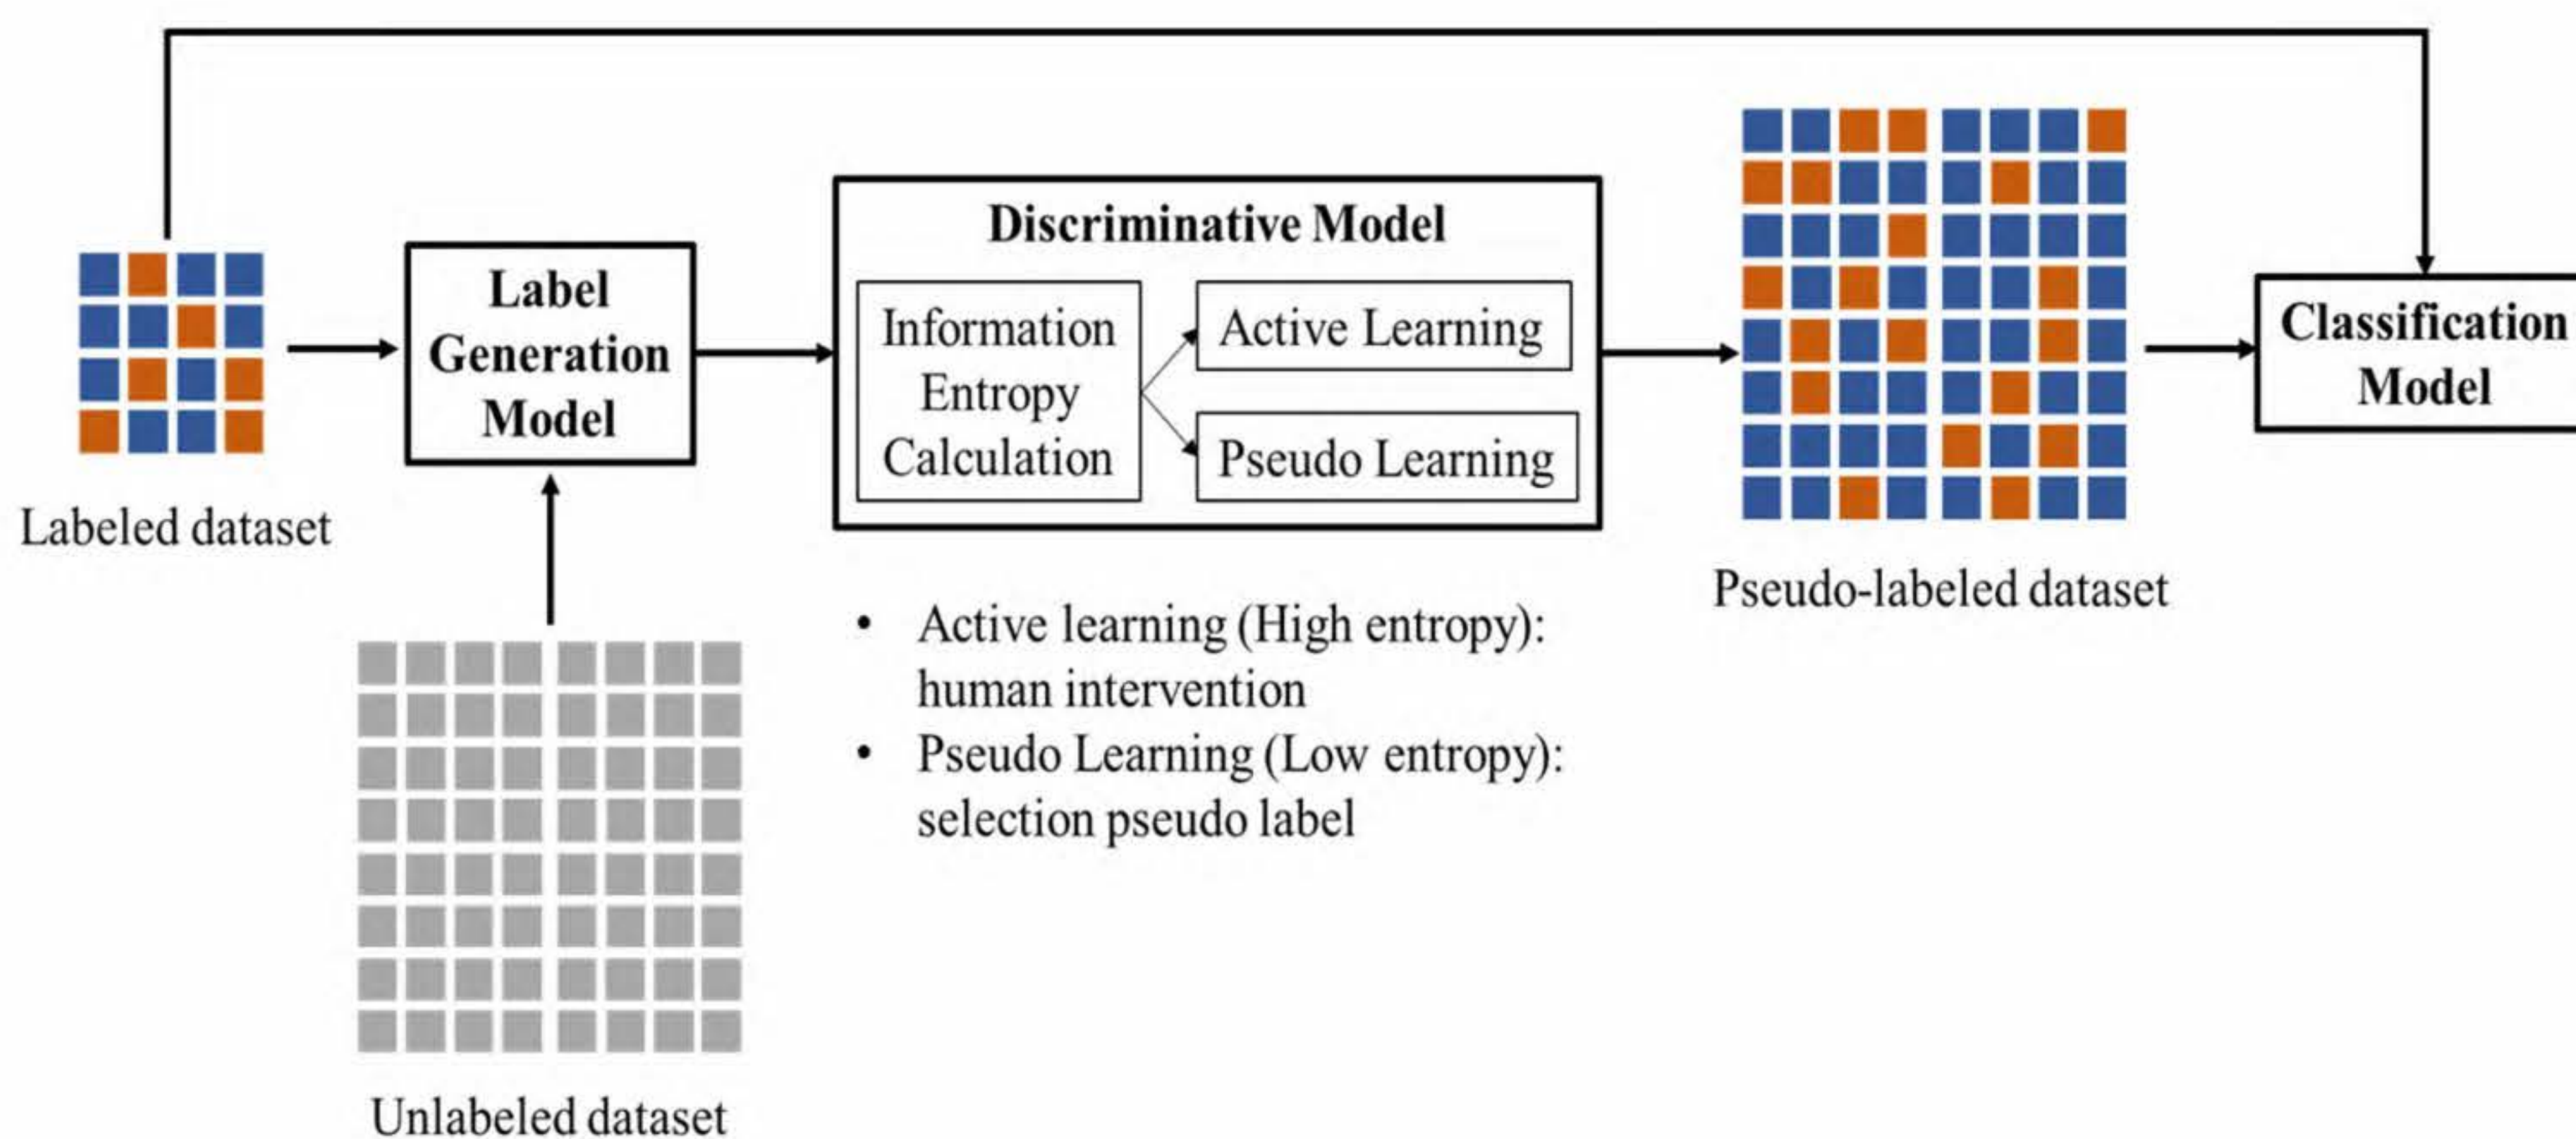 Labeled dataset
Label
Generation
Model
Unlabeled dataset
Discriminative Model
Information
Entropy
Calculation
Active Learning
Pseudo Learning
• Active learning (High entropy):
human intervention
• Pseudo Learning (Low entropy):
selection pseudo label
Pseudo-labeled dataset
Classification
Model